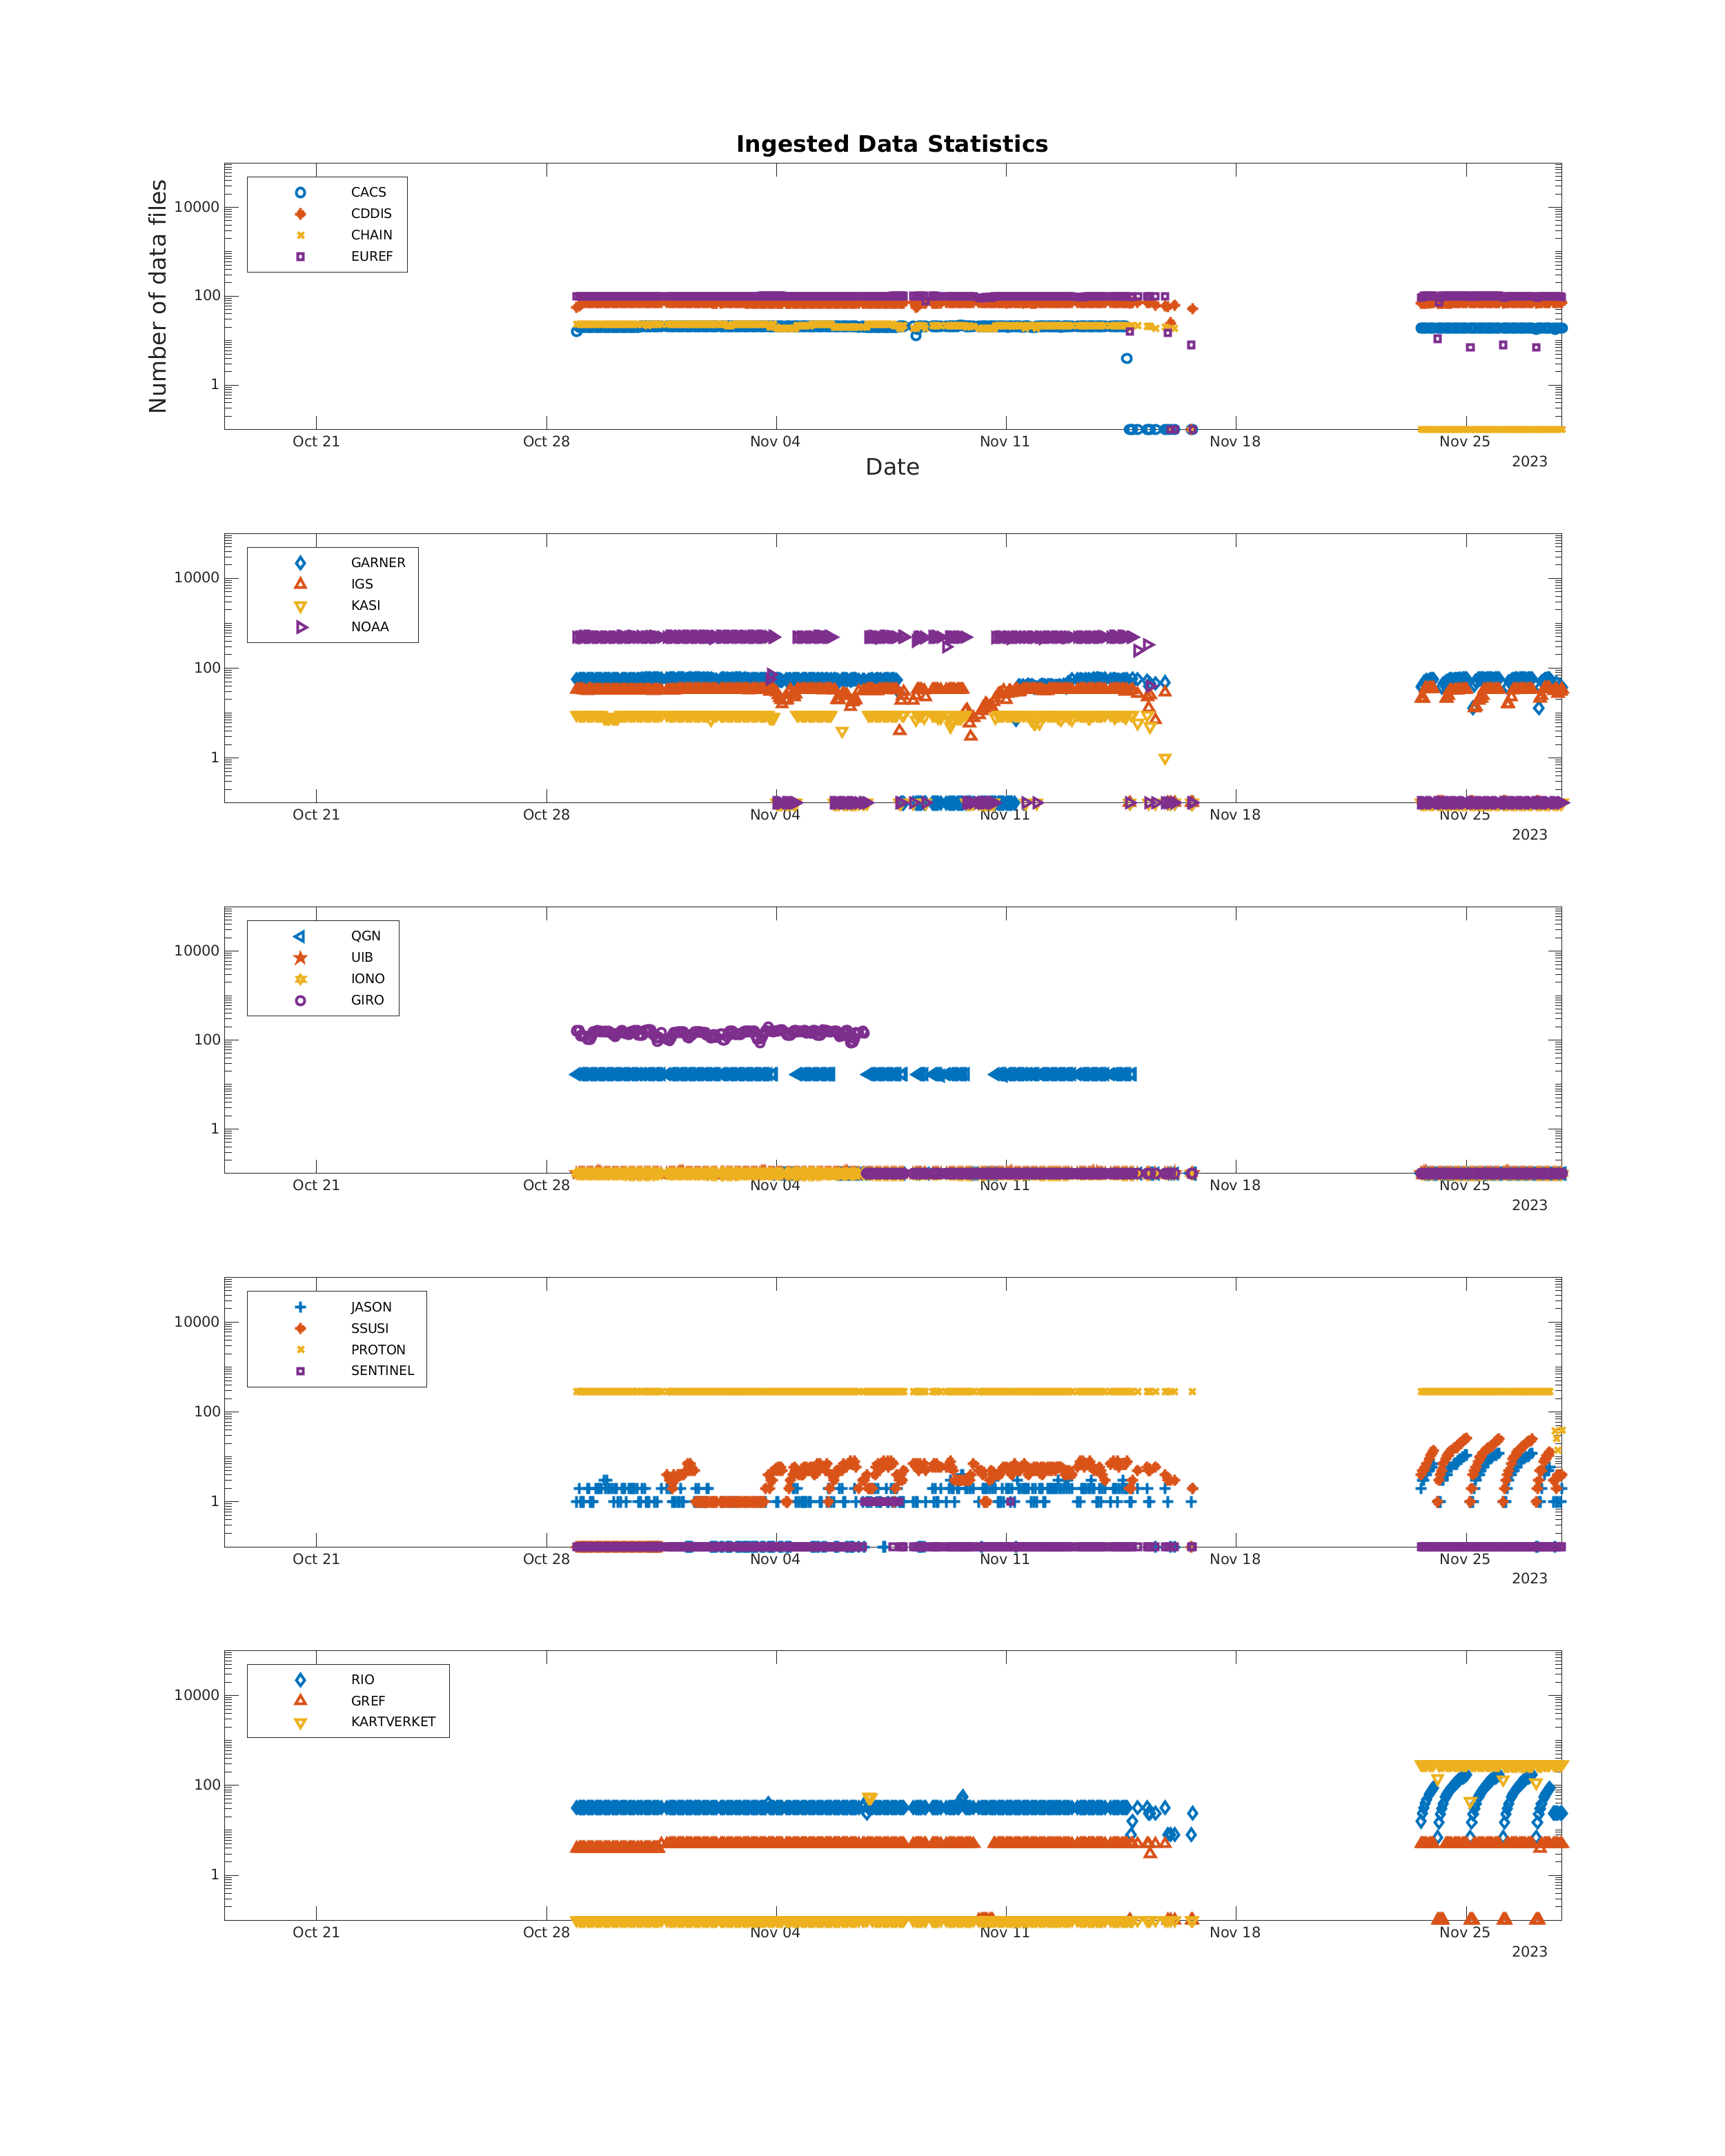 Ingested Data Statistics
Number of data files
10000
100
1
CACS
CDDIS
CHAIN
EUREF
Oct 21 Oct 28 Nov 04 Nov 11 Nov 18 Nov 25
2023
Date
10000
100
1
GARNER
IGS
KASI
NOAA
Oct 21 Oct 28 Nov 04 Nov 11 Nov 18 Nov 25
2023
10000
100
1
QGN
UIB
IONO
GIRO
Oct 21 Oct 28 Nov 04 Nov 11 Nov 18 Nov 25
2023
10000
100
1
JASON
SSUSI
PROTON
SENTINEL
Oct 21 Oct 28 Nov 04 Nov 11 Nov 18 Nov 25
2023
10000
100
1
RIO
GREF
KARTVERKET
Oct 21 Oct 28 Nov 04 Nov 11 Nov 18 Nov 25
2023